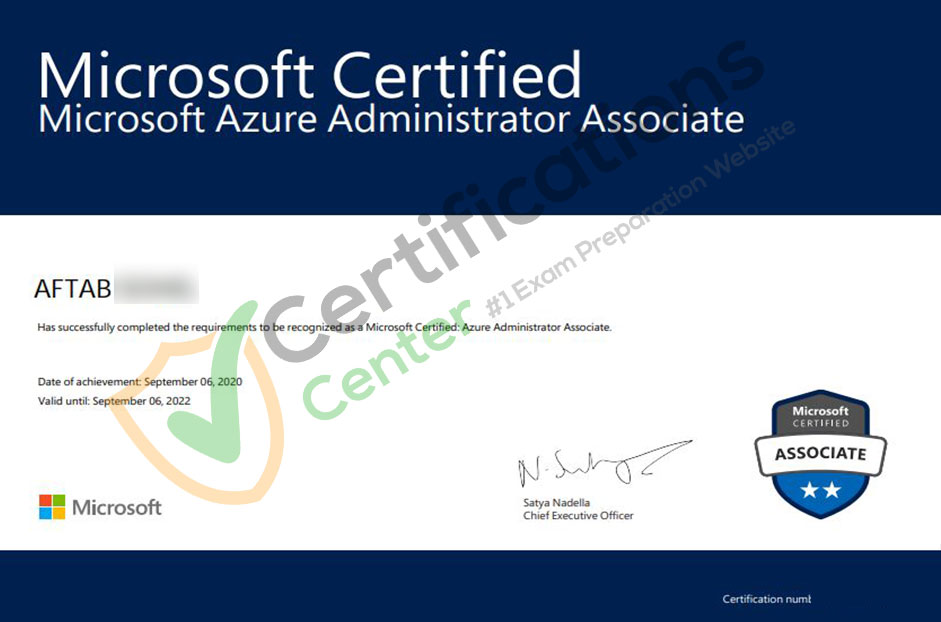 Microsoft Certified
Microsoft Azure Administrator Associate
Certifications
Center
#1 Exam Preparation Website
AFTAB
Has successfully completed the requirements to be recognized as a Microsoft Certified: Azure Administrator Associate.
Date of achievement: September 06, 2020
Valid until: September 06, 2022
Microsoft
CERTIFIED
ASSOCIATE
N. Satya
Satya Nadella
Chief Executive Officer
Microsoft
Certification numb